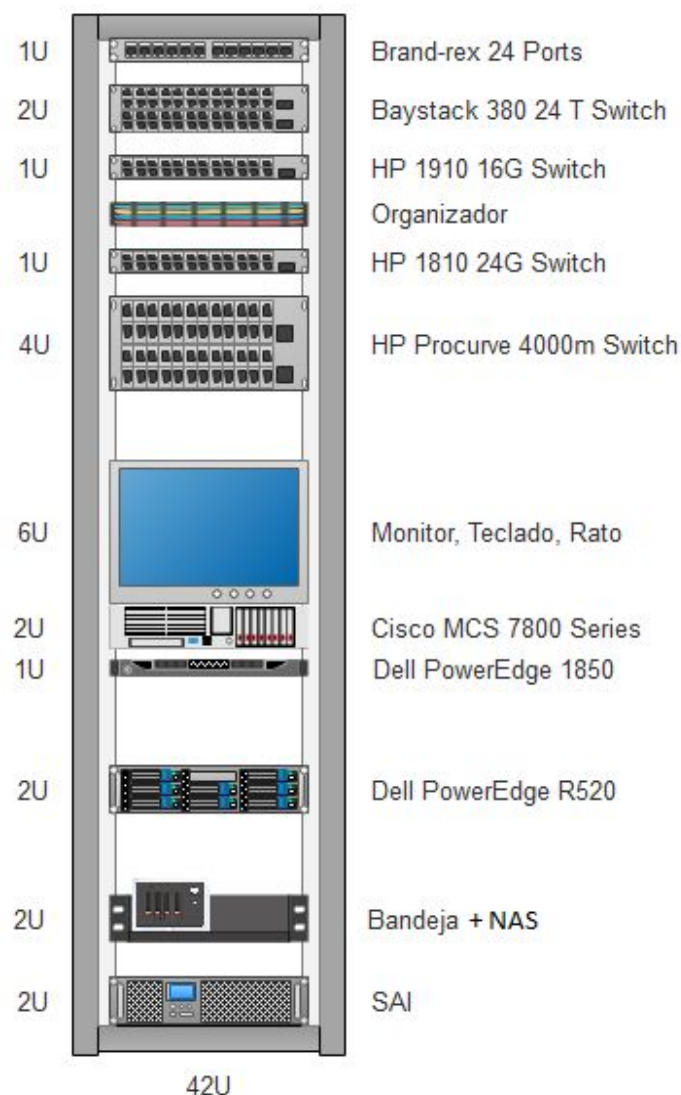 1U Brand-rex 24 Ports
2U Baystack 380 24 T Switch
1U HP 1910 16G Switch
Organizador
1U HP 1810 24G Switch
4U HP Procurve 4000m Switch
6U Monitor, Teclado, Rato
2U Cisco MCS 7800 Series
1U Dell PowerEdge 1850
2U Dell PowerEdge R520
2U Bandeja + NAS
2U SAI
42U